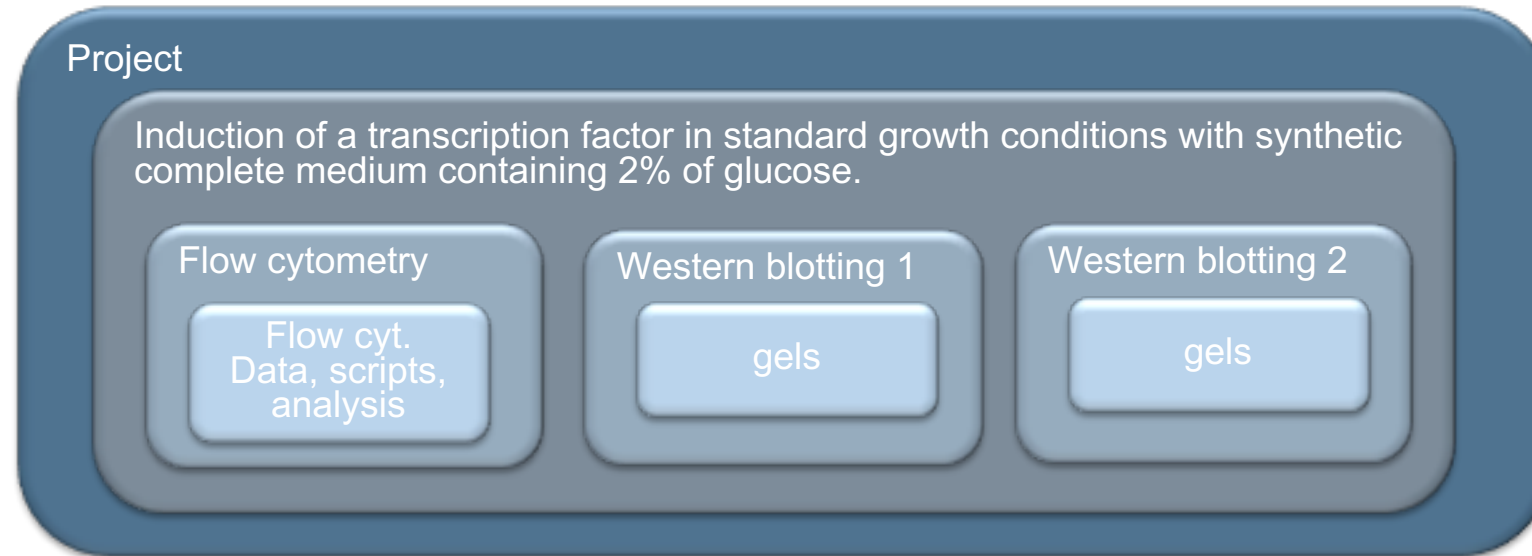 Project
Induction of a transcription factor in standard growth conditions with synthetic
complete medium containing 2% of glucose.
Flow cytometry
Flow cyt.
Data, scripts,
analysis
Western blotting 1
gels
Western blotting 2
gels